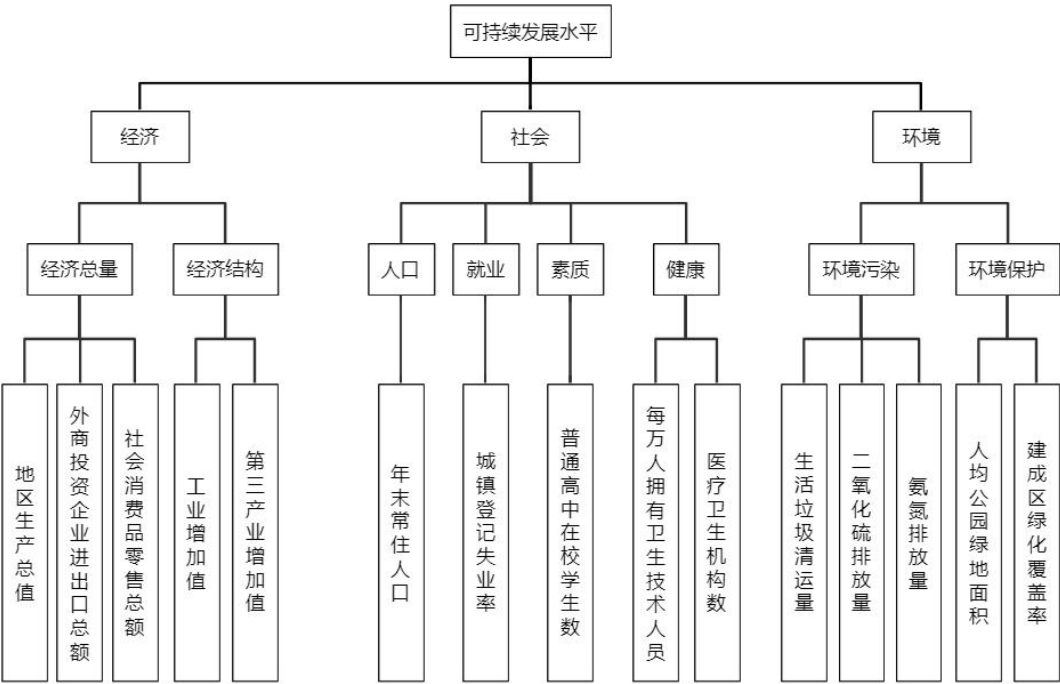 可持续发展水平
经济
社会
环境
经济总量
经济结构
人口
就业
素质
健康
环境污染
环境保护
地区生产总值
外商投资企业进出口总额
社会消费品零售总额
工业增加值
第三产业增加值
年末常住人口
城镇登记失业率
普通高中在校学生数
每万人拥有卫生技术人员
医疗卫生机构数
生活垃圾清运量
二氧化硫排放量
氨氮排放量
人均公园绿地面积
建成区绿化覆盖率